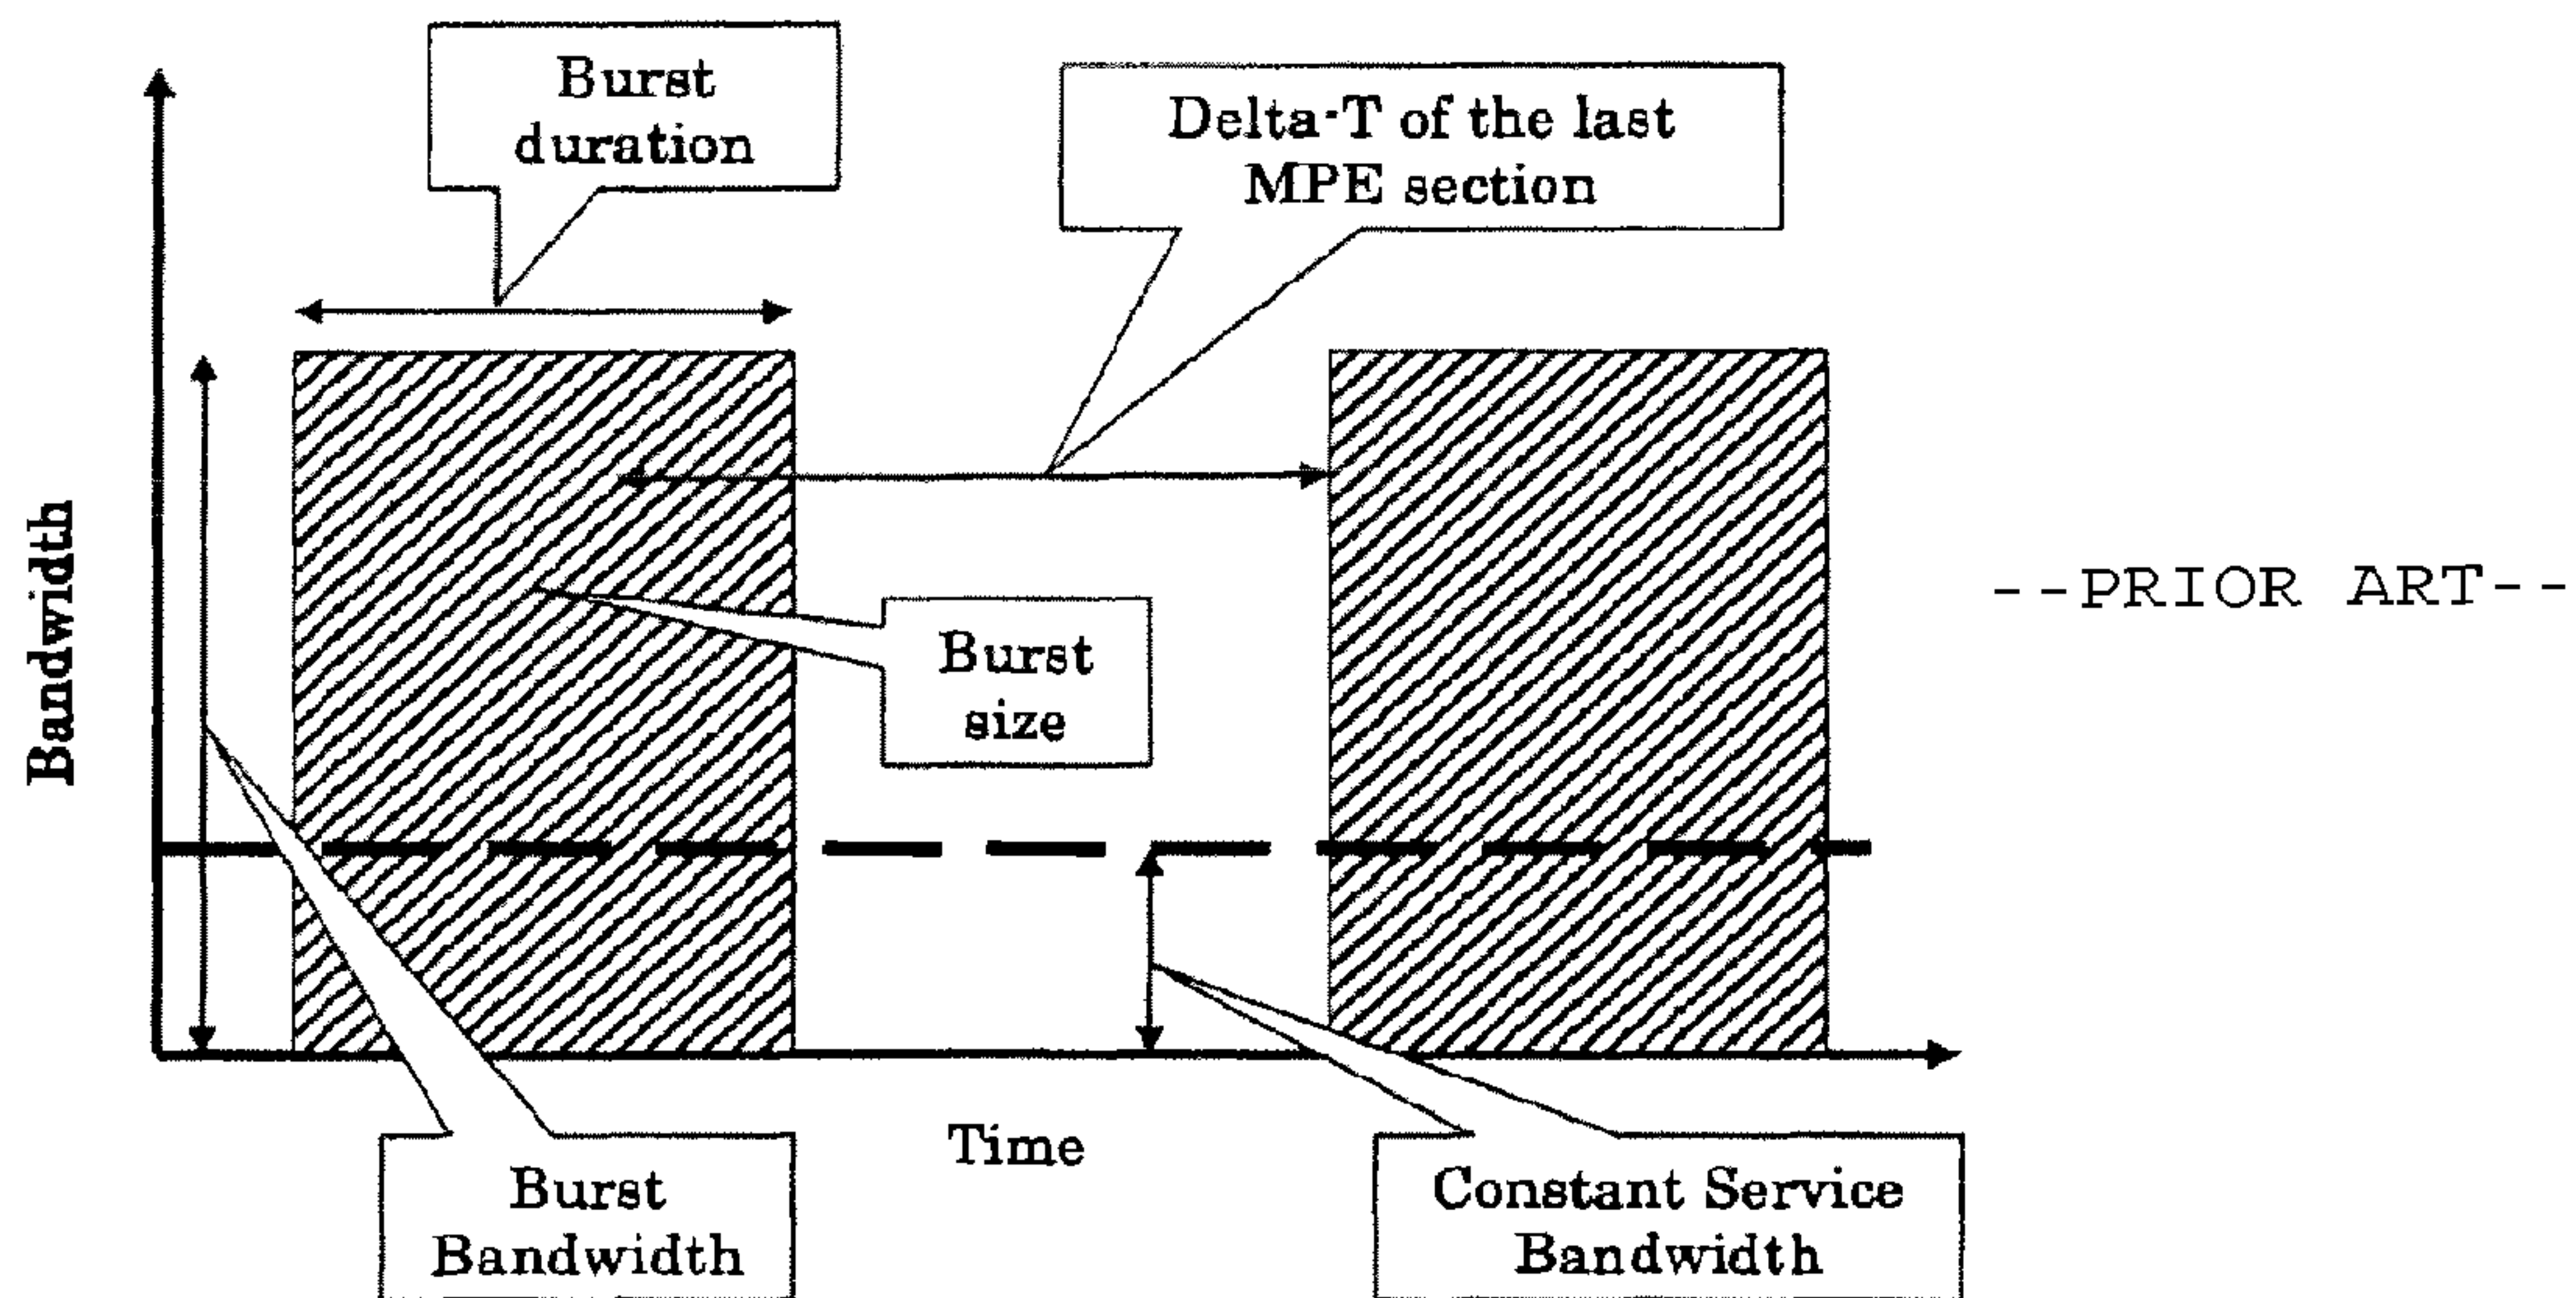 Burst
duration
Delta-T of the last
MPE section
Bandwidth
--PRIOR ART--
Burst
size
Time
Burst
Bandwidth
Constant Service
Bandwidth